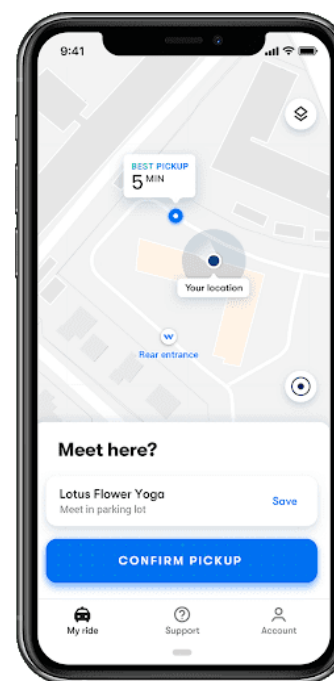 9:41
BEST PICKUP
5 MIN
Your location
W
Rear entrance
Meet here?
Lotus Flower Yoga
Meet in parking lot
Save
CONFIRM PICKUP
My ride
Support
Account